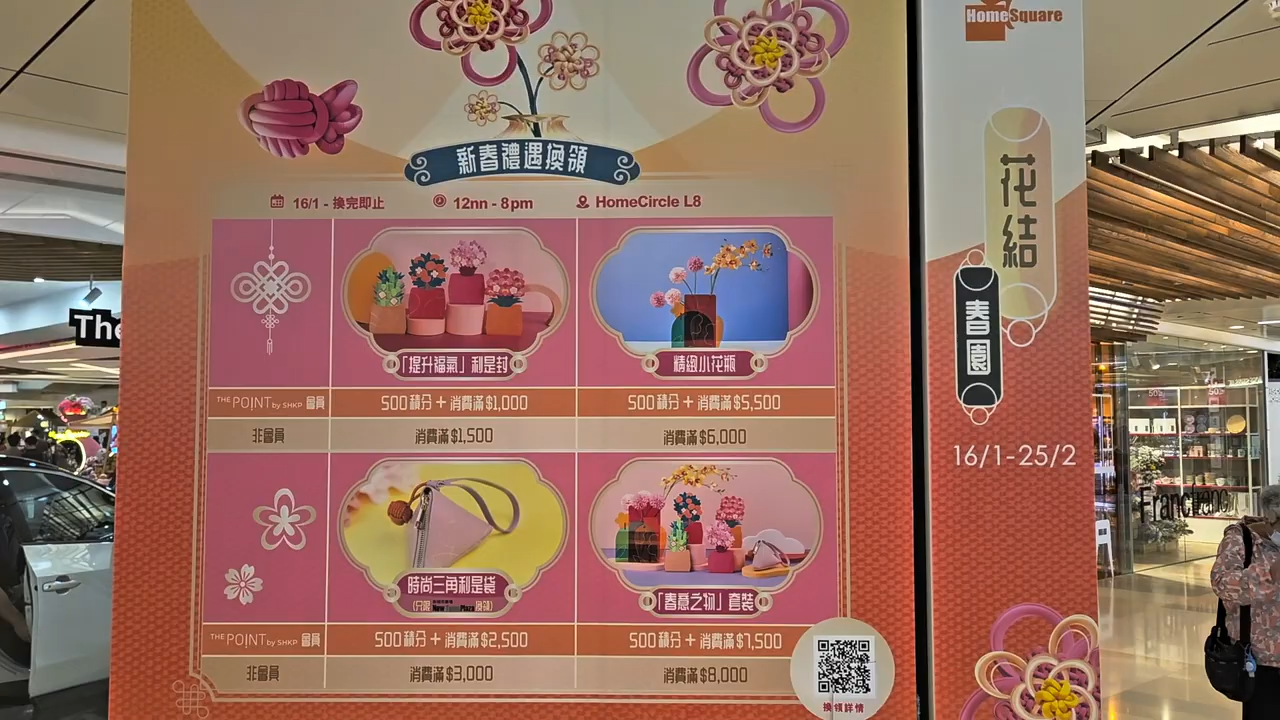 HomeSquare
新春禮遇換領
16/1 - 換完即止
12nn - 8pm
HomeCircle L8
「提升福氣」利是封
精緻小花瓶
THE POINT by SHKP 會員
500積分 + 消費滿$1,000
500積分 + 消費滿$5,500
非會員
消費滿$1,500
消費滿$6,000
時尚三角利是袋
(只限 New Town Plaza 換領)
「春意之物」套裝
THE POINT by SHKP 會員
500積分 + 消費滿$2,500
500積分 + 消費滿$7,500
非會員
消費滿$3,000
消費滿$8,000
換領詳情
花結
春園
16/1-25/2
The
Francfranc